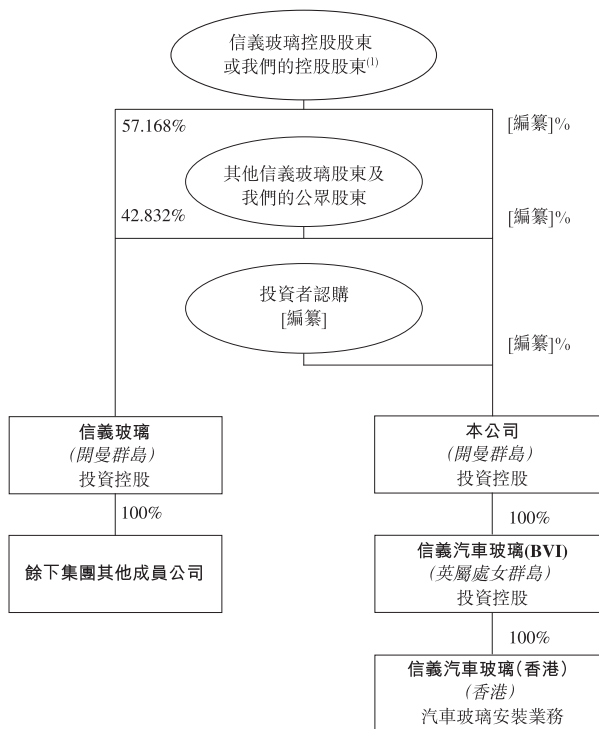 信義玻璃控股股東
或我們的控股股東(1)
57.168%
[編纂]%
其他信義玻璃股東及
我們的公眾股東
42.832%
[編纂]%
投資者認購
[編纂]
[編纂]%
信義玻璃
(開曼群島)
投資控股
本公司
(開曼群島)
投資控股
100%
100%
餘下集團其他成員公司
信義汽車玻璃(BVI)
(英屬處女群島)
投資控股
100%
信義汽車玻璃(香港)
(香港)
汽車玻璃安裝業務